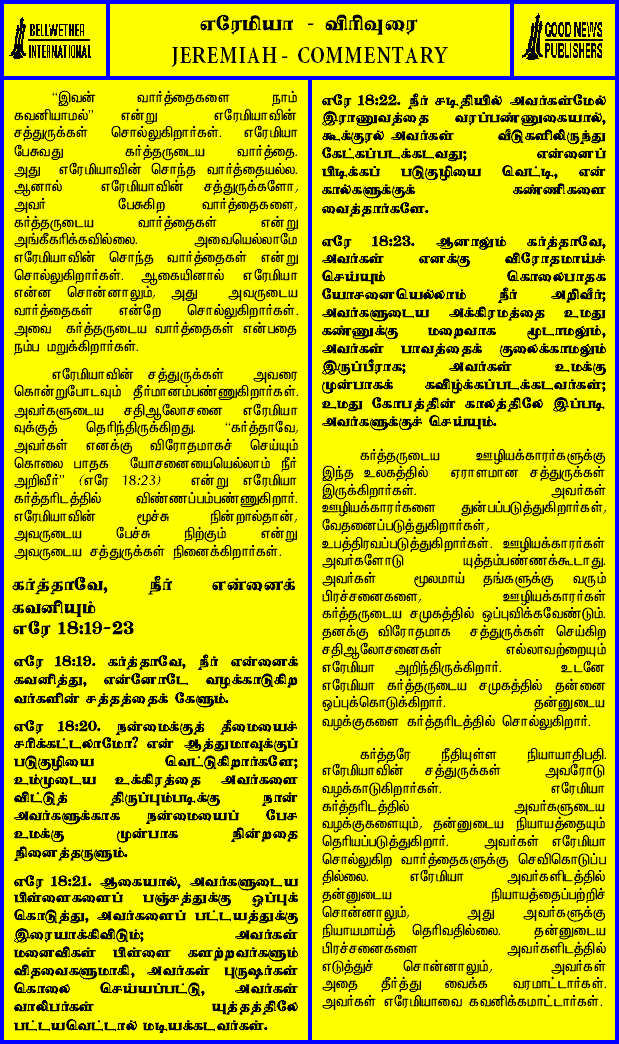 BELLWETHER
INTERNATIONAL
எரேமியா - விரிவுரை
JEREMIAH - COMMENTARY
GOOD NEWS
PUBLISHERS
“இவன் வார்த்தைகளை நாம்
கவனியாமல்” என்று எரேமியாவின்
சத்துருக்கள் சொல்லுகிறார்கள். எரேமியா
பேசுவது கர்த்தருடைய வார்த்தை.
அது எரேமியாவின் சொந்த வார்த்தையல்ல.
ஆனால் எரேமியாவின் சத்துருக்களோ,
அவர் பேசுகிற வார்த்தைகளை,
கர்த்தருடைய வார்த்தைகள் என்று
அங்கீகரிக்கவில்லை. அவையெல்லாமே
எரேமியாவின் சொந்த வார்த்தைகள் என்று
சொல்லுகிறார்கள். ஆகையினால் எரேமியா
என்ன சொன்னாலும், அது அவருடைய
வார்த்தைகள் என்றே சொல்லுகிறார்கள்.
அவை கர்த்தருடைய வார்த்தைகள் என்பதை
நம்ப மறுக்கிறார்கள்.
எரேமியாவின் சத்துருக்கள் அவரை
கொன்றுபோடவும் தீர்மானம்பண்ணுகிறார்கள்.
அவர்களுடைய சதிஆலோசனை எரேமியா
வுக்குத் தெரிந்திருக்கிறது. “கர்த்தாவே,
அவர்கள் எனக்கு விரோதமாகச் செய்யும்
கொலை பாதக யோசனையையெல்லாம் நீர்
அறிவீர்” (எரே 18:23) என்று எரேமியா
கர்த்தரிடத்தில் விண்ணப்பம்பண்ணுகிறார்.
எரேமியாவின் மூச்சு நின்றால்தான்,
அவருடைய பேச்சு நிற்கும் என்று
அவருடைய சத்துருக்கள் நினைக்கிறார்கள்.
கர்த்தாவே, நீர் என்னைக்
கவனியும்
எரே 18:19-23
எரே 18:19. கர்த்தாவே, நீர் என்னைக்
கவனித்து, என்னோடே வழக்காடுகிற
வர்களின் சத்தத்தைக் கேளும்.
எரே 18:20. நன்மைக்குத் தீமையைச்
சரிக்கட்டலாமோ? என் ஆத்துமாவுக்குப்
படுகுழியை வெட்டுகிறார்களே;
உம்முடைய உக்கிரத்தை அவர்களை
விட்டுத் திருப்பும்படிக்கு நான்
அவர்களுக்காக நன்மையைப் பேச
உமக்கு முன்பாக நின்றதை
நினைத்தருளும்.
எரே 18:21. ஆகையால், அவர்களுடைய
பிள்ளைகளைப் பஞ்சத்துக்கு ஒப்புக்
கொடுத்து, அவர்களைப் பட்டயத்துக்கு
இரையாக்கிவிடும்; அவர்கள்
மனைவிகள் பிள்ளை களற்றவர்களும்
விதவைகளுமாகி, அவர்கள் புருஷர்கள்
கொலை செய்யப்பட்டு, அவர்கள்
வாலிபர்கள் யுத்தத்திலே
பட்டயவெட்டால் மடியக்கடவர்கள்.
எரே 18:22. நீர் சடிதியில் அவர்கள்மேல்
இராணுவத்தை வரப்பண்ணுகையால்,
கூக்குரல் அவர்கள் வீடுகளிலிருந்து
கேட்கப்படக்கடவது; என்னைப்
பிடிக்கப் படுகுழியை வெட்டி, என்
கால்களுக்குக் கண்ணிகளை
வைத்தார்களே.
எரே 18:23. ஆனாலும் கர்த்தாவே,
அவர்கள் எனக்கு விரோதமாய்ச்
செய்யும் கொலைபாதக
யோசனையெல்லாம் நீர் அறிவீர்;
அவர்களுடைய அக்கிரமத்தை உமது
கண்ணுக்கு மறைவாக மூடாமலும்,
அவர்கள் பாவத்தைக் குலைக்காமலும்
இருப்பீராக; அவர்கள் உமக்கு
முன்பாகக் கவிழ்க்கப்படக்கடவர்கள்;
உமது கோபத்தின் காலத்திலே இப்படி
அவர்களுக்குச் செய்யும்.
கர்த்தருடைய ஊழியக்காரர்களுக்கு
இந்த உலகத்தில் ஏராளமான சத்துருக்கள்
இருக்கிறார்கள். அவர்கள்
ஊழியக்காரர்களை துன்பப்படுத்துகிறார்கள்,
வேதனைப்படுத்துகிறார்கள்,
உபத்திரவப்படுத்துகிறார்கள். ஊழியக்காரர்கள்
அவர்களோடு யுத்தம்பண்ணக்கூடாது.
அவர்கள் மூலமாய் தங்களுக்கு வரும்
பிரச்சனைகளை, ஊழியக்காரர்கள்
கர்த்தருடைய சமுகத்தில் ஒப்புவிக்கவேண்டும்.
தனக்கு விரோதமாக சத்துருக்கள் செய்கிற
சதிஆலோசனைகள் எல்லாவற்றையும்
எரேமியா அறிந்திருக்கிறார். உடனே
எரேமியா கர்த்தருடைய சமுகத்தில் தன்னை
ஒப்புக்கொடுக்கிறார். தன்னுடைய
வழக்குகளை கர்த்தரிடத்தில் சொல்லுகிறார்.
கர்த்தரே நீதியுள்ள நியாயாதிபதி.
எரேமியாவின் சத்துருக்கள் அவரோடு
வழக்காடுகிறார்கள். எரேமியா
கர்த்தரிடத்தில் அவர்களுடைய
வழக்குகளையும், தன்னுடைய நியாயத்தையும்
தெரியப்படுத்துகிறார். அவர்கள் எரேமியா
சொல்லுகிற வார்த்தைகளுக்கு செவிகொடுப்ப
தில்லை. எரேமியா அவர்களிடத்தில்
தன்னுடைய நியாயத்தைப்பற்றிச்
சொன்னாலும், அது அவர்களுக்கு
நியாயமாய்த் தெரிவதில்லை. தன்னுடைய
பிரச்சனைகளை அவர்களிடத்தில்
எடுத்துச் சொன்னாலும், அவர்கள்
அதை தீர்த்து வைக்க வரமாட்டார்கள்.
அவர்கள் எரேமியாவை கவனிக்கமாட்டார்கள்.